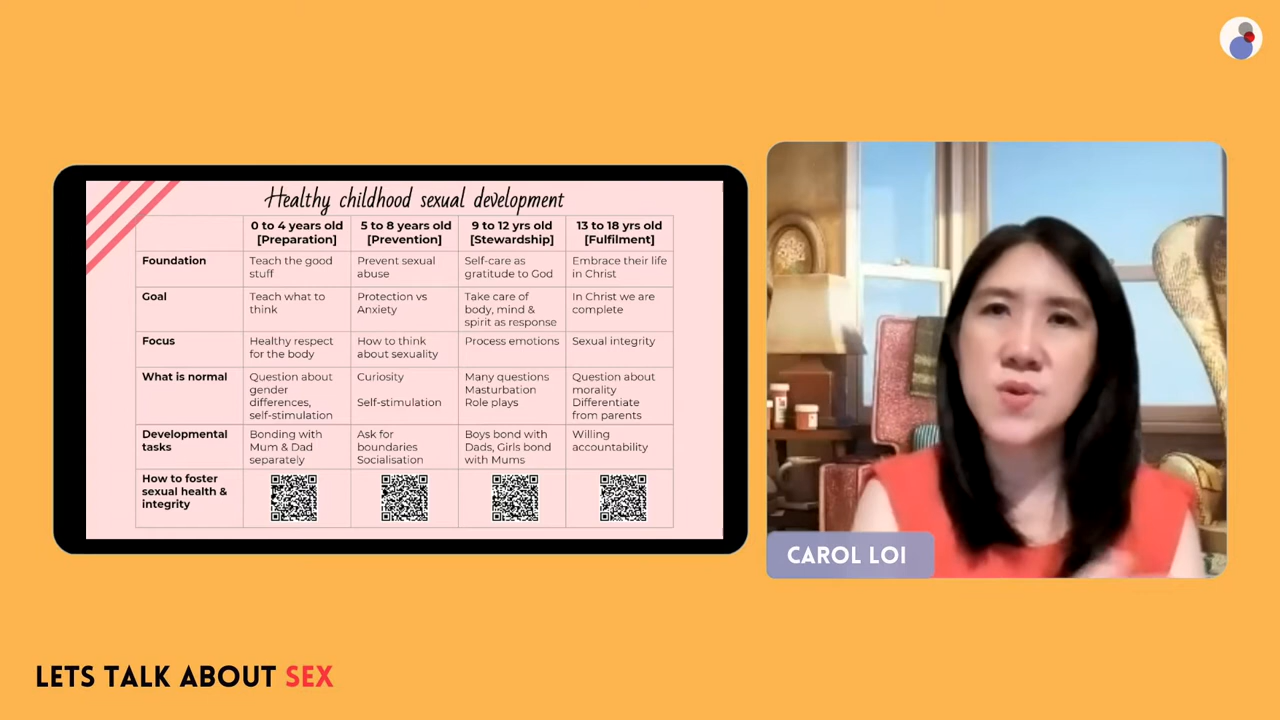 Healthy childhood sexual development
0 to 4 years old
[Preparation]
5 to 8 years old
[Prevention]
9 to 12 yrs old
[Stewardship]
13 to 18 yrs old
[Fulfilment]
Foundation
Teach the good
stuff
Prevent sexual
abuse
Self-care as
gratitude to God
Embrace their life
in Christ
Goal
Teach what to
think
Protection vs
Anxiety
Take care of
body, mind &
spirit as response
In Christ we are
complete
Focus
Healthy respect
for the body
How to think
about sexuality
Process emotions
Sexual integrity
What is normal
Question about
gender
differences,
self-stimulation
Curiosity
Self-stimulation
Many questions
Masturbation
Role plays
Question about
morality
Differentiate
from parents
Developmental
tasks
Bonding with
Mum & Dad
separately
Ask for
boundaries
Socialisation
Boys bond with
Dads, Girls bond
with Mums
Willing
accountability
How to foster
sexual health &
integrity
CAROL LOI
LETS TALK ABOUT SEX